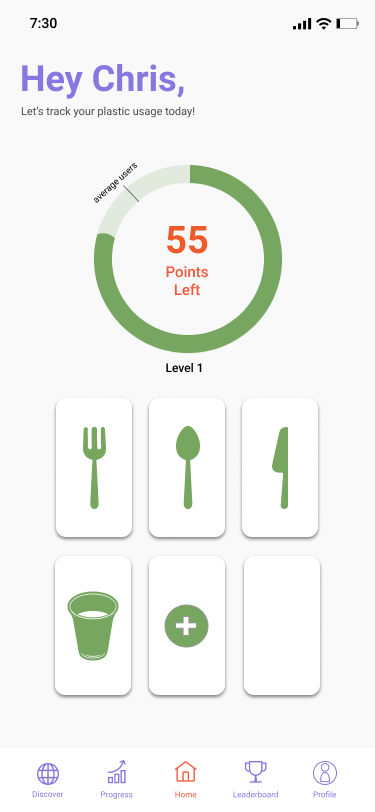 7:30
Hey Chris,
Let's track your plastic usage today!
average users
55
Points
Left
Level 1
Discover
Progress
Home
Leaderboard
Profile